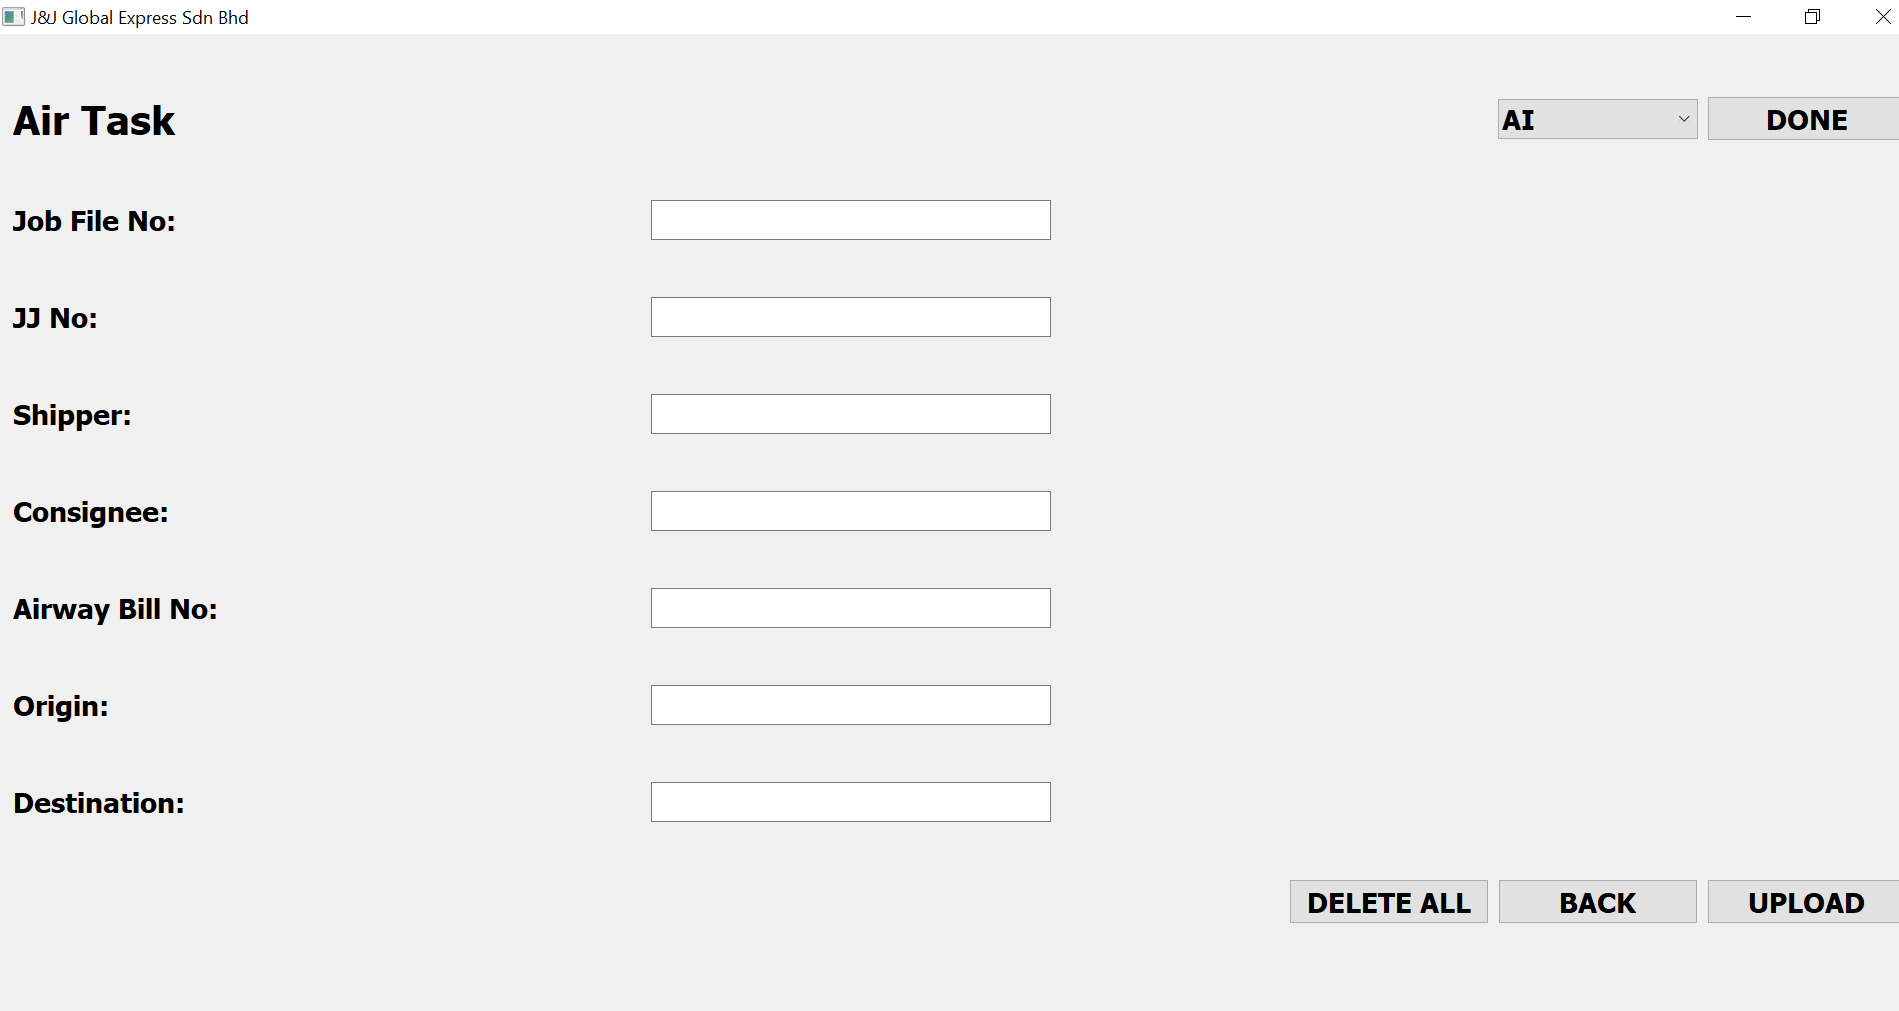 J&J Global Express Sdn Bhd
Air Task
AI
DONE
Job File No:
JJ No:
Shipper:
Consignee:
Airway Bill No:
Origin:
Destination:
DELETE ALL
BACK
UPLOAD